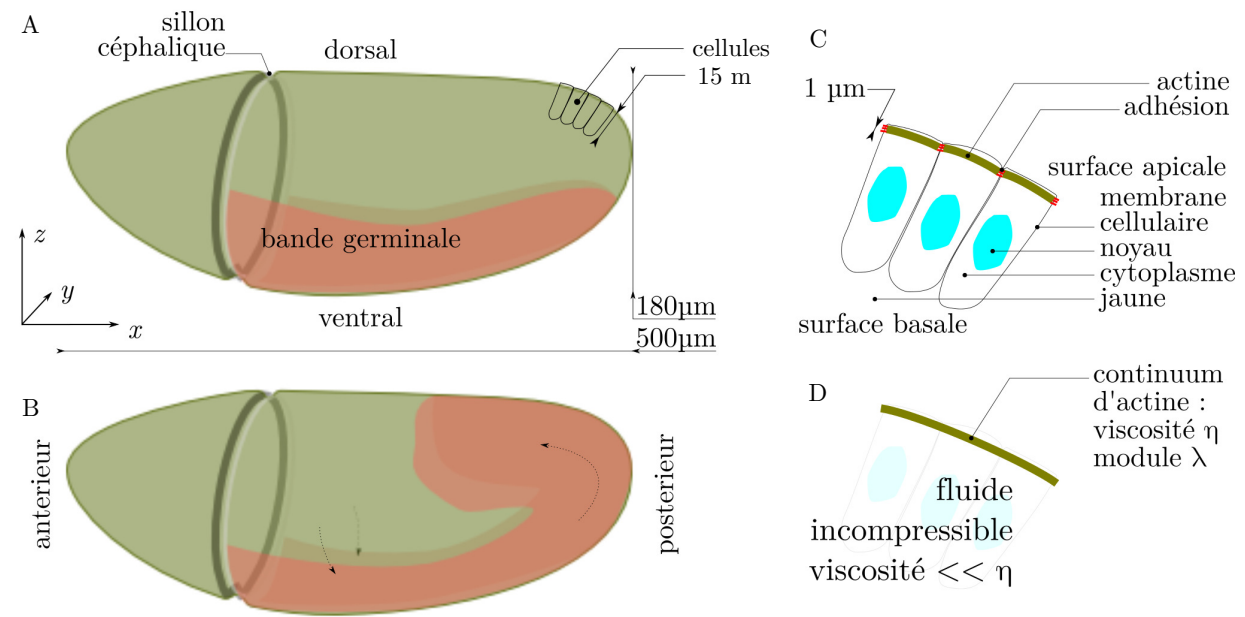 A
sillon
céphalique
dorsal
cellules
15 m
bande germinale
z
y
x
ventral
180µm
500µm
B
anterieur
posterieur
C
1 µm
actine
adhésion
surface apicale
membrane
cellulaire
noyau
cytoplasme
jaune
surface basale
D
continuum
d'actine :
viscosité η
module λ
fluide
incompressible
viscosité << η